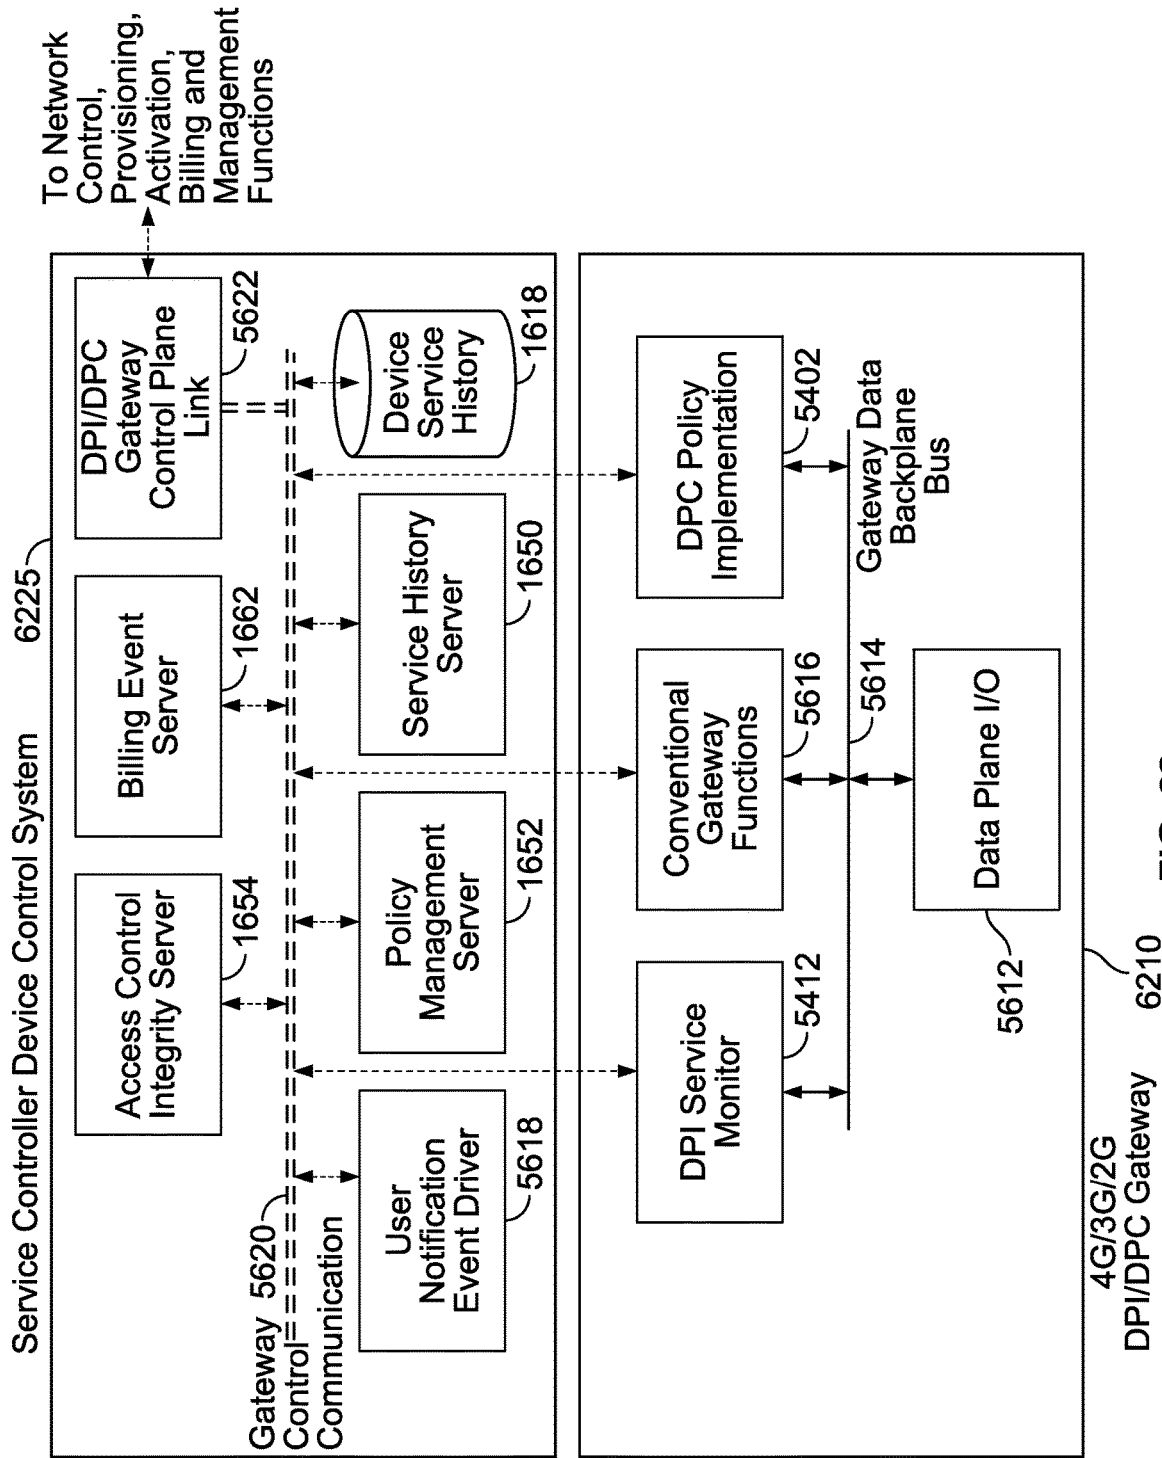 Service Controller Device Control System
6225
Access Control
Integrity Server
1654
Billing Event
Server
1662
DPI/DPC
Gateway
Control Plane
Link
5622
To Network
Control,
Provisioning,
Activation,
Billing and
Management
Functions
Gateway 5620
Control
Communication
User
Notification
Event Driver
5618
Policy
Management
Server
1652
Service History
Server
1650
Device
Service
History
1618
DPI Service
Monitor
5412
Conventional
Gateway
Functions
5616
DPC Policy
Implementation
5402
5614
Gateway Data
Backplane
Bus
Data Plane I/O
5612
4G/3G/2G
DPI/DPC Gateway
6210